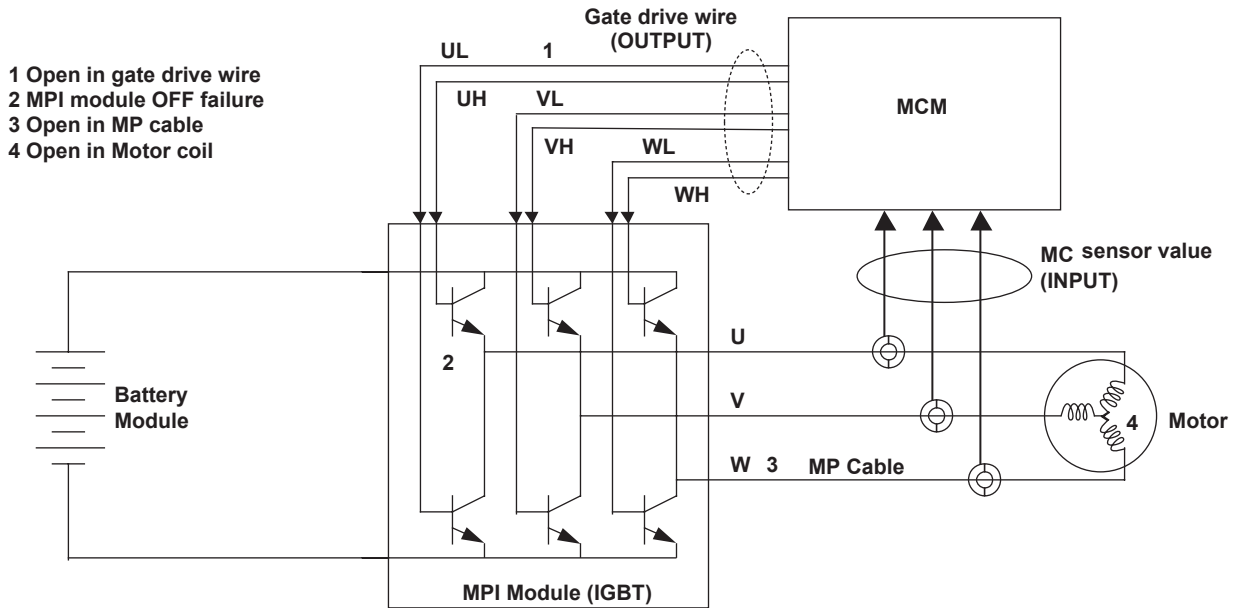 Gate drive wire
(OUTPUT)
1 Open in gate drive wire
2 MPI module OFF failure
3 Open in MP cable
4 Open in Motor coil
UL
1
UH
VL
VH
WL
WH
MCM
MC sensor value
(INPUT)
2
Battery
Module
U
V
W 3 MP Cable
4
Motor
MPI Module (IGBT)